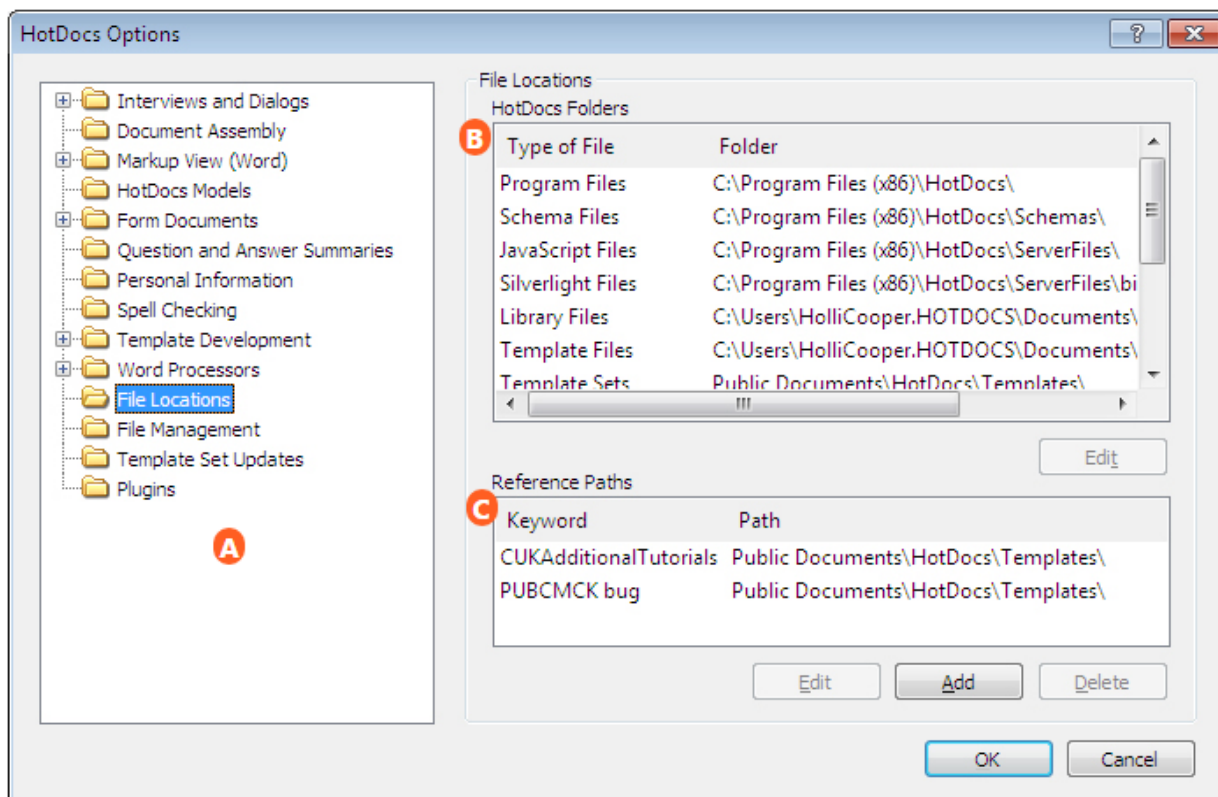 HotDocs Options
Interviews and Dialogs
Document Assembly
Markup View (Word)
HotDocs Models
Form Documents
Question and Answer Summaries
Personal Information
Spell Checking
Template Development
Word Processors
File Locations
File Management
Template Set Updates
Plugins
A
File Locations
HotDocs Folders
B
Type of File Folder
Program Files C:\Program Files (x86)\HotDocs\
Schema Files C:\Program Files (x86)\HotDocs\Schemas\
JavaScript Files C:\Program Files (x86)\HotDocs\ServerFiles\
Silverlight Files C:\Program Files (x86)\HotDocs\ServerFiles\bi
Library Files C:\Users\HolliCooper.HOTDOCS\Documents\
Template Files C:\Users\HolliCooper.HOTDOCS\Documents\
Template Sets Public Documents\HotDocs\Templates\
Edit
Reference Paths
C
Keyword Path
CUKAdditionalTutorials Public Documents\HotDocs\Templates\
PUBCMCK bug Public Documents\HotDocs\Templates\
Edit Add Delete
OK Cancel